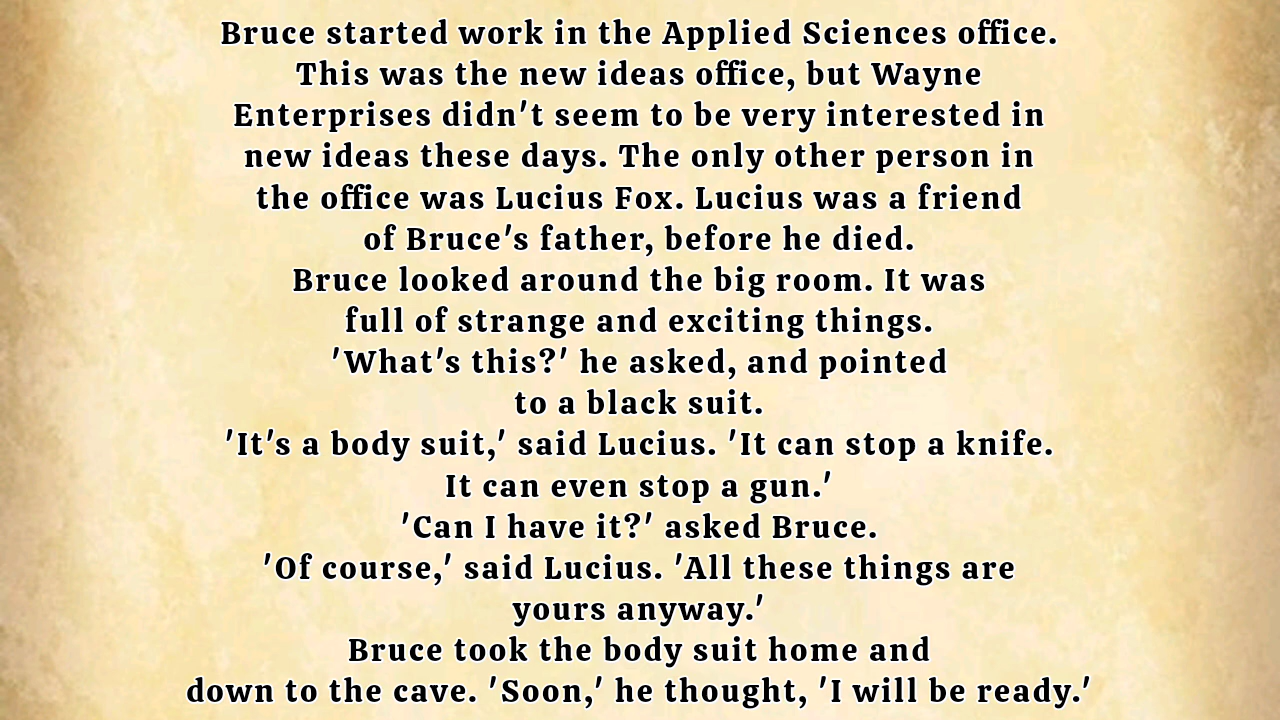 Bruce started work in the Applied Sciences office.
This was the new ideas office, but Wayne
Enterprises didn't seem to be very interested in
new ideas these days. The only other person in
the office was Lucius Fox. Lucius was a friend
of Bruce's father, before he died.
Bruce looked around the big room. It was
full of strange and exciting things.
'What's this?' he asked, and pointed
to a black suit.
'It's a body suit,' said Lucius. 'It can stop a knife.
It can even stop a gun.'
'Can I have it?' asked Bruce.
'Of course,' said Lucius. 'All these things are
yours anyway.'
Bruce took the body suit home and
down to the cave. 'Soon,' he thought, 'I will be ready.'